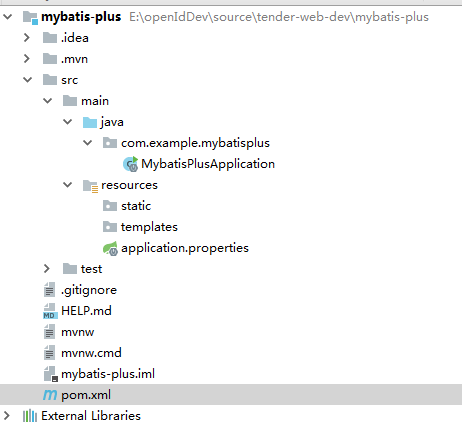 mybatis-plus E:\openIdDev\source\tender-web-dev\mybatis-plus
.idea
.mvn
src
main
java
com.example.mybatisplus
MybatisPlusApplication
resources
static
templates
application.properties
test
.gitignore
HELP.md
mvnw
mvnw.cmd
mybatis-plus.iml
pom.xml
External Libraries